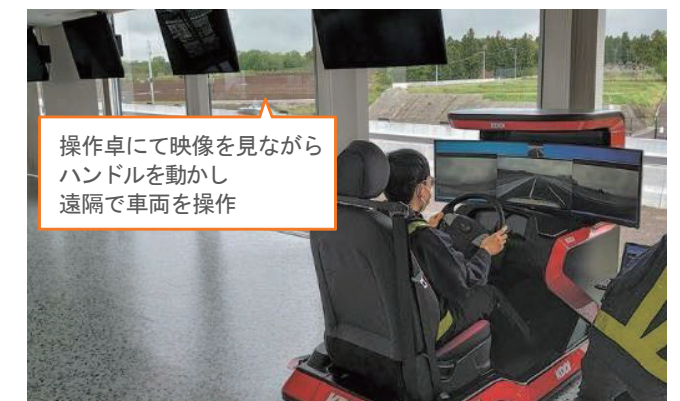 操作卓にて映像を見ながら
ハンドルを動かし
遠隔で車両を操作